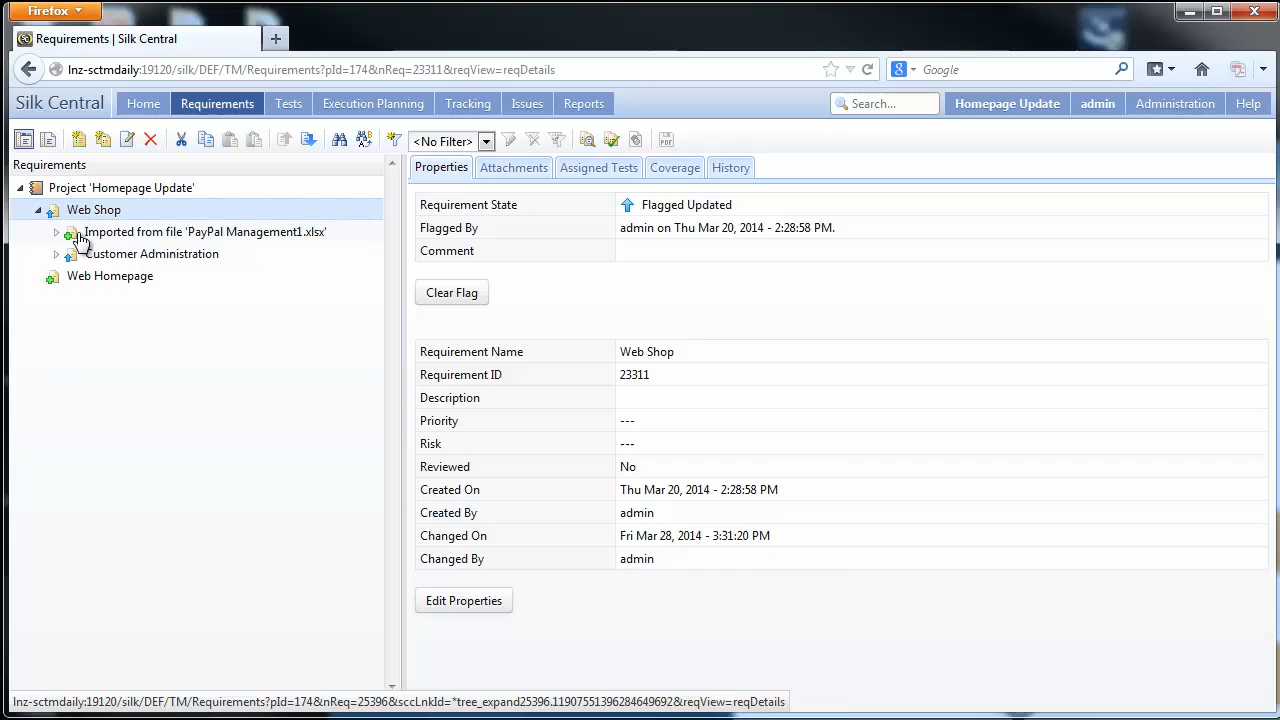 Firefox
Requirements | Silk Central
lnz-sctmdaily:19120/silk/DEF/TM/Requirements?pId=174&nReq=23311&reqView=reqDetails
Google
Silk Central
Home
Requirements
Tests
Execution Planning
Tracking
Issues
Reports
Search...
Homepage Update
admin
Administration
Help
<No Filter>
PDF
Requirements
Project 'Homepage Update'
Web Shop
Imported from file 'PayPal Management1.xlsx'
Customer Administration
Web Homepage
Properties
Attachments
Assigned Tests
Coverage
History
Requirement State Flagged Updated
Flagged By admin on Thu Mar 20, 2014 - 2:28:58 PM.
Comment
Clear Flag
Requirement Name Web Shop
Requirement ID 23311
Description
Priority ---
Risk ---
Reviewed No
Created On Thu Mar 20, 2014 - 2:28:58 PM
Created By admin
Changed On Fri Mar 28, 2014 - 3:31:20 PM
Changed By admin
Edit Properties
lnz-sctmdaily:19120/silk/DEF/TM/Requirements?pId=174&nReq=25396&sccLnkId=*tree_expand25396.1190755139628464969​2&reqView=reqDetails